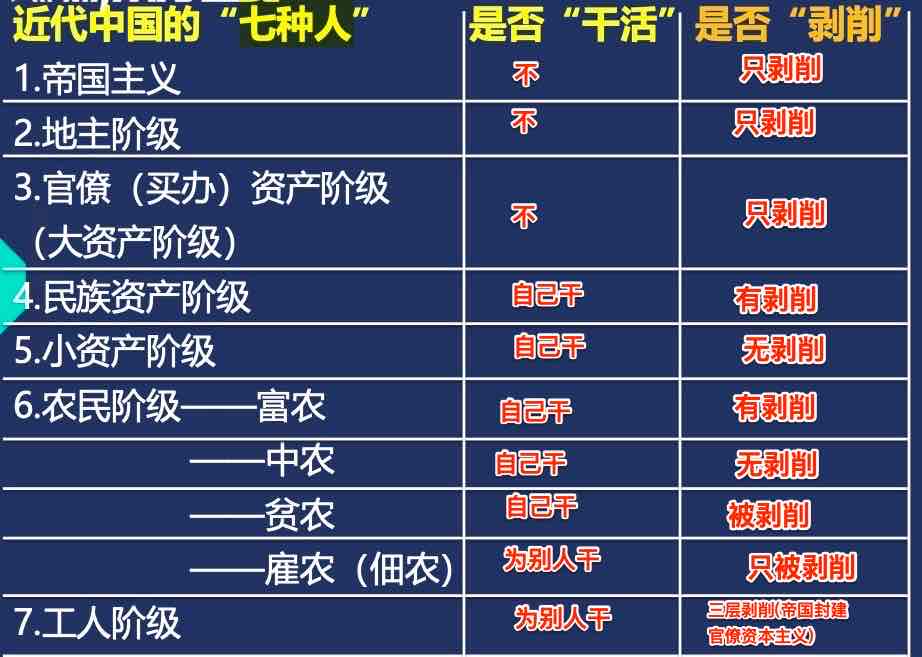 近代中国的“七种人” 是否“干活” 是否“剥削”
1.帝国主义 不 只剥削
2.地主阶级 不 只剥削
3.官僚（买办）资产阶级
（大资产阶级） 不 只剥削
4.民族资产阶级 自己干 有剥削
5.小资产阶级 自己干 无剥削
6.农民阶级——富农 自己干 有剥削
——中农 自己干 无剥削
——贫农 自己干 被剥削
——雇农（佃农） 为别人干 只被剥削
7.工人阶级 为别人干 三层剥削(帝国封建
官僚资本主义)